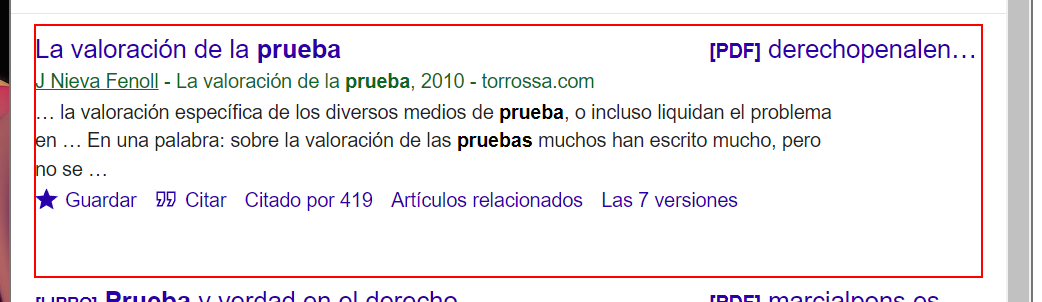 La valoración de la prueba [PDF] derechopenalen…
J Nieva Fenoll - La valoración de la prueba, 2010 - torrossa.com
… la valoración específica de los diversos medios de prueba, o incluso liquidan el problema
en … En una palabra: sobre la valoración de las pruebas muchos han escrito mucho, pero
no se …
Guardar Citar Citado por 419 Artículos relacionados Las 7 versiones
[LIBRO] Prueba y verdad en el derecho [PDF] marcialpons.es